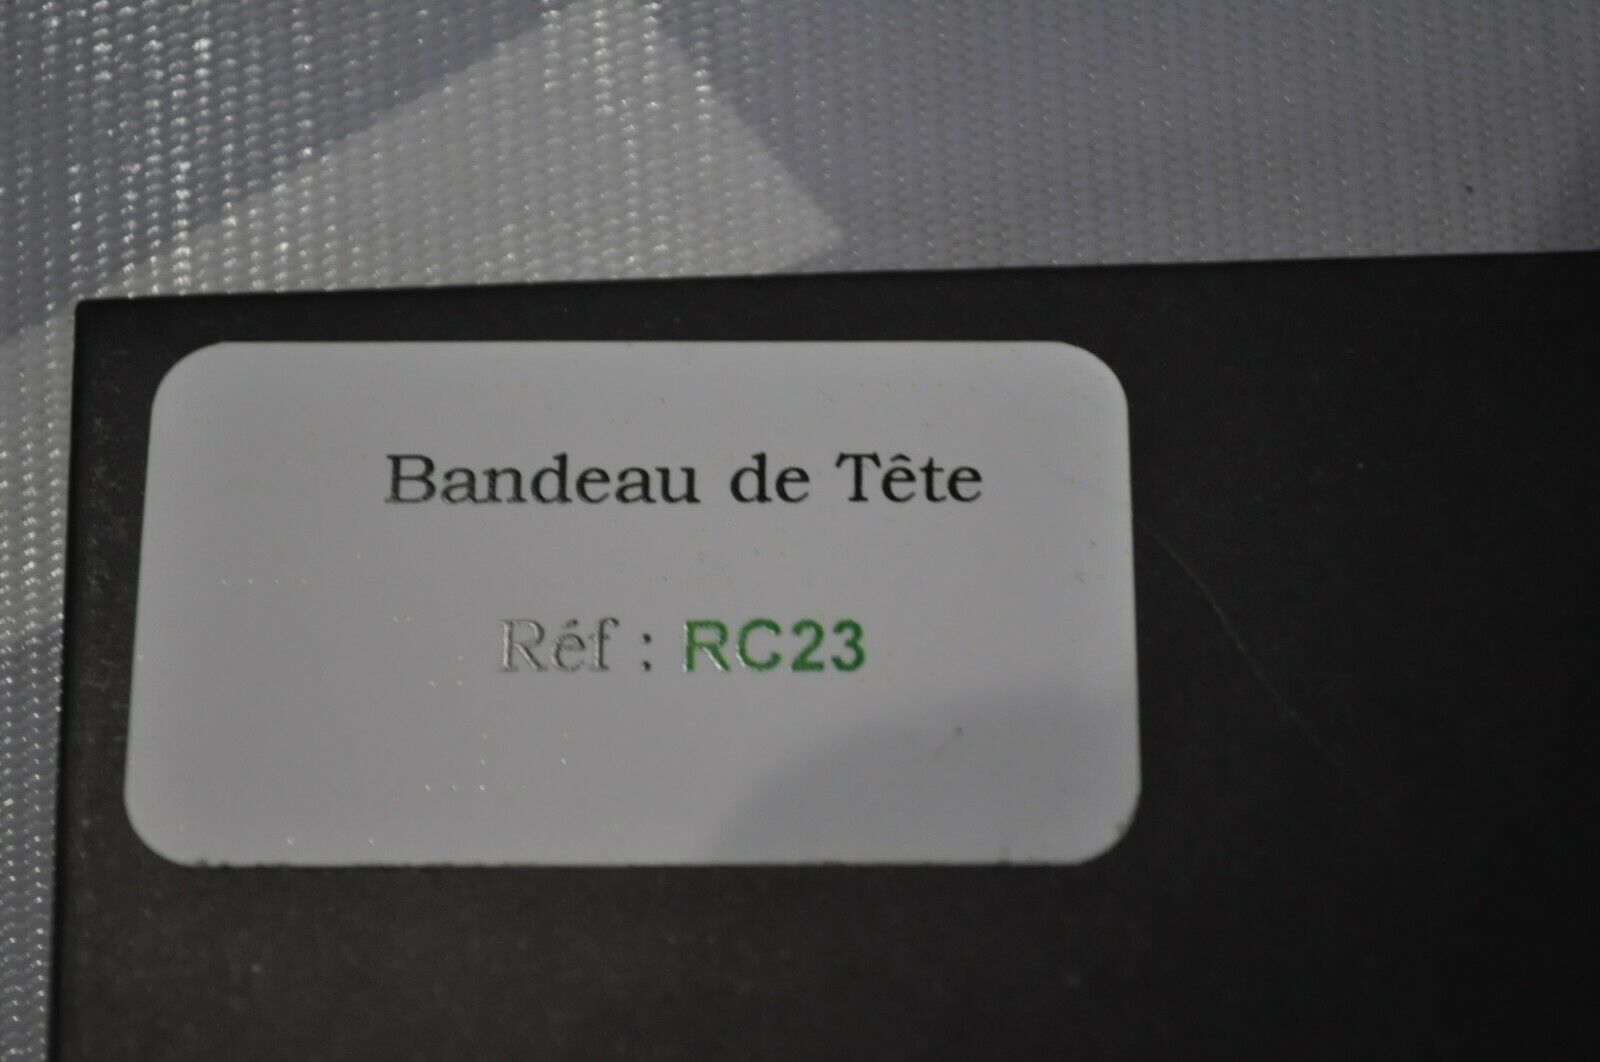 Bandeau de Tête
Réf : RC23